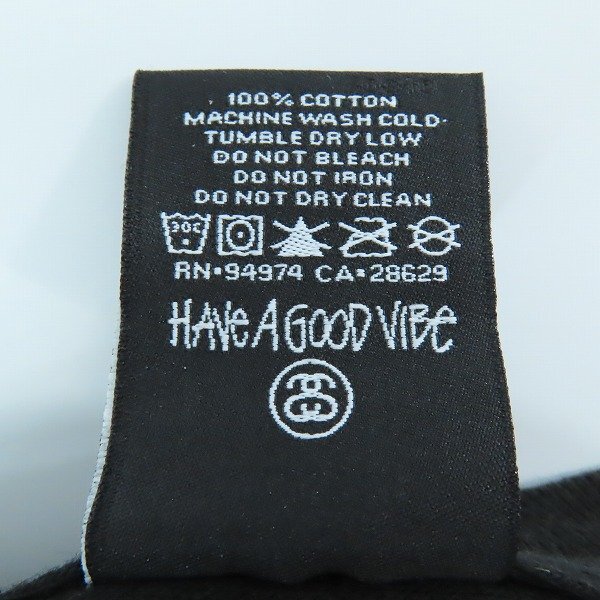 100% COTTON
MACHINE WASH COLD-
TUMBLE DRY LOW
DO NOT BLEACH
DO NOT IRON
DO NOT DRY CLEAN
30C
RN•94974 CA•28629
HAVE A GOOD VIBE